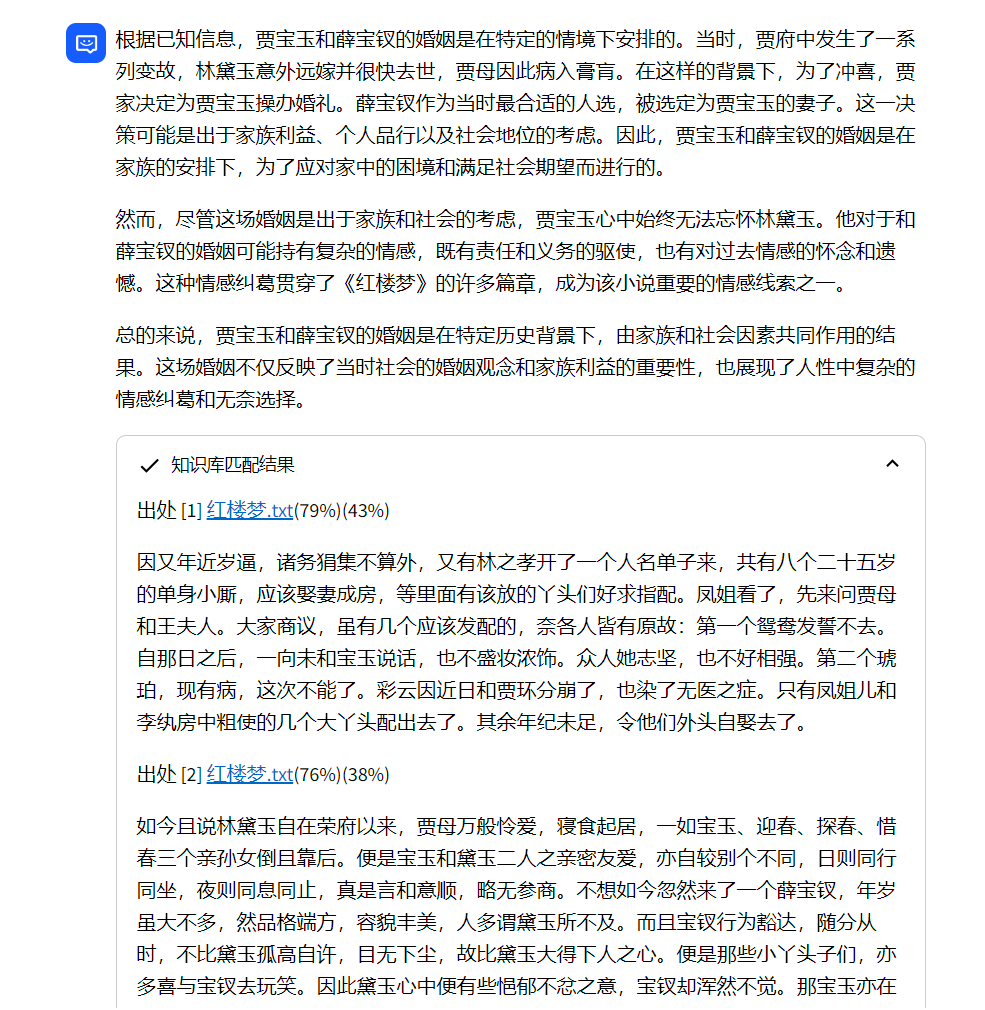 根据已知信息，贾宝玉和薛宝钗的婚姻是在特定的情境下安排的。当时，贾府中发生了一系
列变故，林黛玉意外远嫁并很快去世，贾母因此病入膏肓。在这样的背景下，为了冲喜，贾
家决定为贾宝玉操办婚礼。薛宝钗作为当时最合适的人选，被选定为贾宝玉的妻子。这一决
策可能是出于家族利益、个人品行以及社会地位的考虑。因此，贾宝玉和薛宝钗的婚姻是在
家族的安排下，为了应对家中的困境和满足社会期望而进行的。
然而，尽管这场婚姻是出于家族和社会的考虑，贾宝玉心中始终无法忘怀林黛玉。他对于和
薛宝钗的婚姻可能持有复杂的情感，既有责任和义务的驱使，也有对过去情感的怀念和遗
憾。这种情感纠葛贯穿了《红楼梦》的许多篇章，成为该小说重要的情感线索之一。
总的来说，贾宝玉和薛宝钗的婚姻是在特定历史背景下，由家族和社会因素共同作用的结
果。这场婚姻不仅反映了当时社会的婚姻观念和家族利益的重要性，也展现了人性中复杂的
情感纠葛和无奈选择。
知识库匹配结果
出处 [1] 红楼梦.txt(79%)(43%)
因又年近岁逼，诸务狷集不算外，又有林之孝开了一个人名单子来，共有八个二十五岁
的单身小厮，应该娶妻成房，等里面有该放的丫头们好求指配。凤姐看了，先来问贾母
和王夫人。大家商议，虽有几个应该发配的，奈各人皆有原故：第一个鸳鸯发誓不去。
自那日之后，一向未和宝玉说话，也不盛妆浓饰。众人她志坚，也不好相强。第二个琥
珀，现有病，这次不能了。彩云因近日和贾环分崩了，也染了无医之症。只有凤姐儿和
李纨房中粗使的几个大丫头配出去了。其余年纪未足，令他们外头自娶去了。
出处 [2] 红楼梦.txt(76%)(38%)
如今且说林黛玉自在荣府以来，贾母万般怜爱，寝食起居，一如宝玉、迎春、探春、惜
春三个亲孙女倒且靠后。便是宝玉和黛玉二人之亲密友爱，亦自较别个不同，日则同行
同坐，夜则同息同止，真是言和意顺，略无参商。不想如今忽然来了一个薛宝钗，年岁
虽大不多，然品格端方，容貌丰美，人多谓黛玉所不及。而且宝钗行为豁达，随分从
时，不比黛玉孤高自许，目无下尘，故比黛玉大得下人之心。便是那些小丫头子们，亦
多喜与宝钗去玩笑。因此黛玉心中便有些悒郁不忿之意，宝钗却浑然不觉。那宝玉亦在